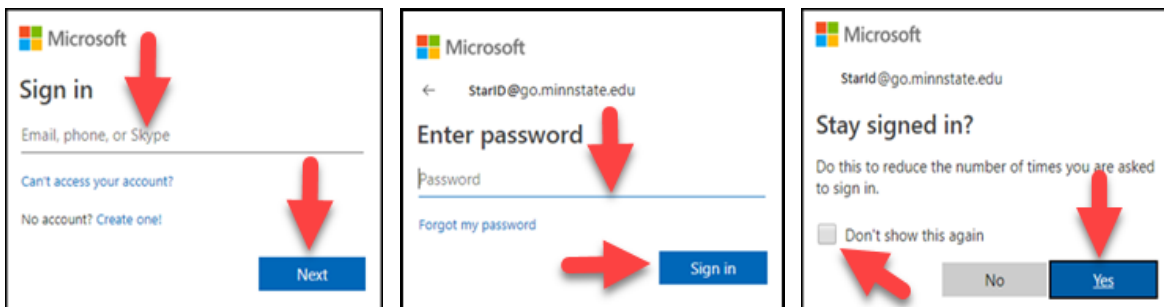 Microsoft
Sign in
Email, phone, or Skype
Can't access your account?
No account? Create one!
Next
Microsoft
← StarID@go.minnstate.edu
Enter password
Password
Forgot my password
Sign in
Microsoft
StarId@go.minnstate.edu
Stay signed in?
Do this to reduce the number of times you are asked
to sign in.
Don't show this again
No Yes